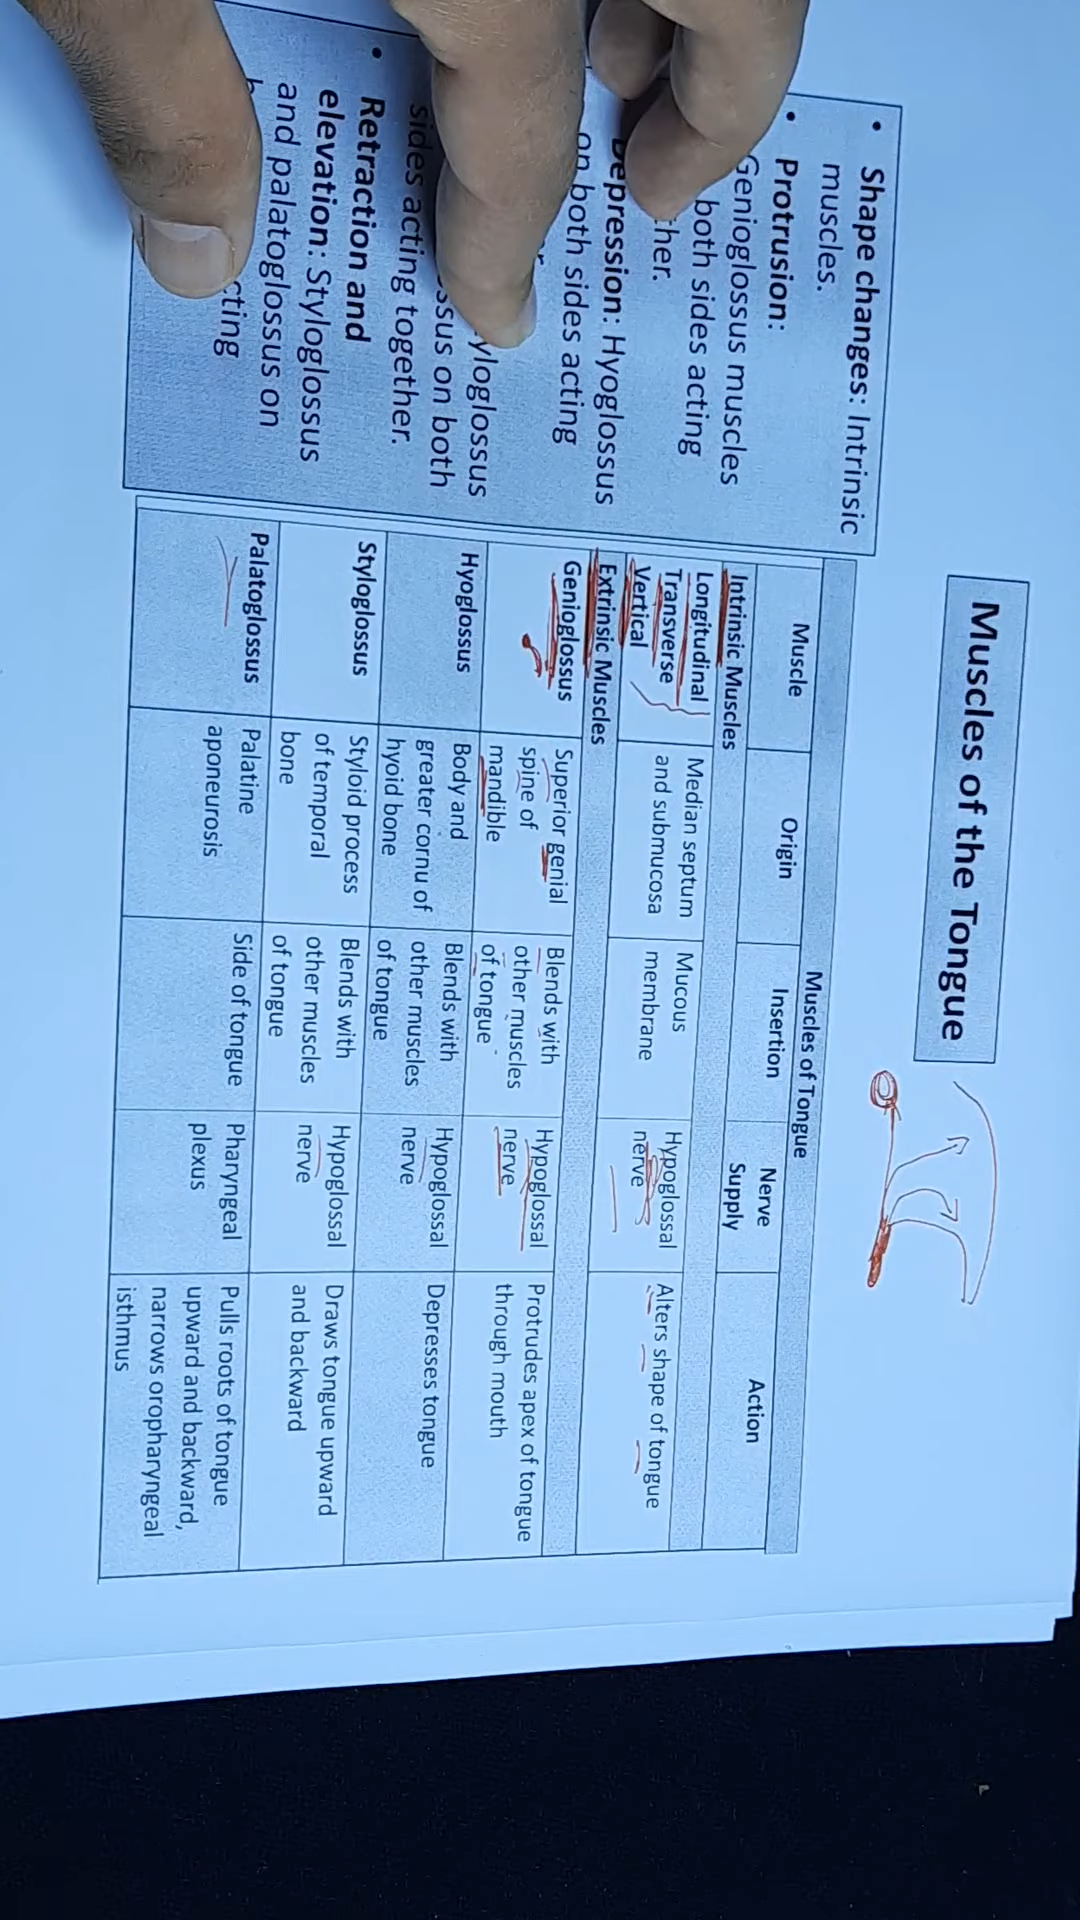 Muscles of the Tongue
• Shape changes: Intrinsic
muscles.
• Protrusion:
Genioglossus muscles
both sides acting
Depression: Hyoglossus
on both sides acting
sides acting together.
• Retraction and
elevation: Styloglossus
and palatoglossus on
Muscles of Tongue
Muscle
Origin
Insertion
Nerve
Supply
Action
Intrinsic Muscles
Longitudinal
Transverse
Vertical
Median septum
and submucosa
Mucous
membrane
Hypoglossal
nerve
Alters shape of tongue
Extrinsic Muscles
Genioglossus
Superior genial
spine of
mandible
Blends with
other muscles
of tongue
Hypoglossal
nerve
Protrudes apex of tongue
through mouth
Hyoglossus
Body and
greater cornu of
hyoid bone
Blends with
other muscles
of tongue
Hypoglossal
nerve
Depresses tongue
Styloglossus
Styloid process
of temporal
bone
Blends with
other muscles
of tongue
Hypoglossal
nerve
Draws tongue upward
and backward
Palatoglossus
Palatine
aponeurosis
Side of tongue
Pharyngeal
plexus
Pulls roots of tongue
upward and backward,
narrows oropharyngeal
isthmus